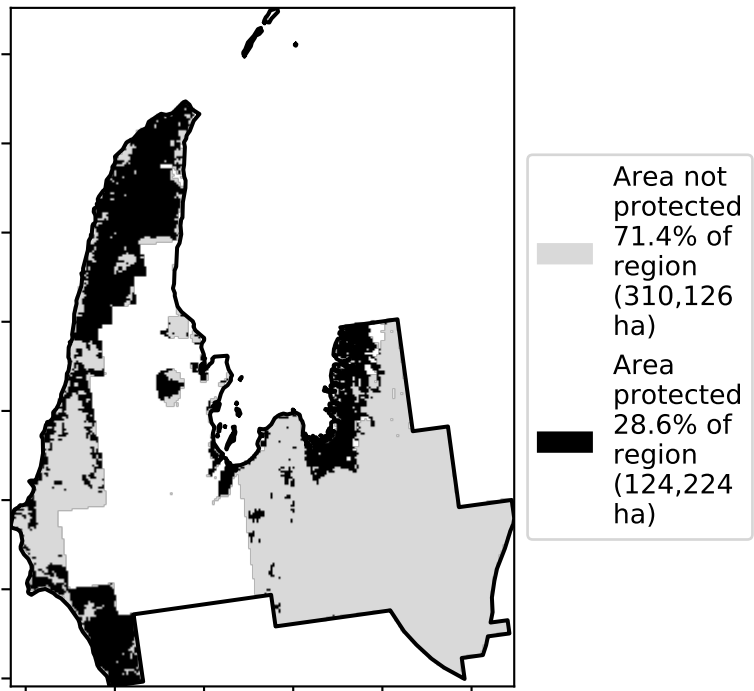 Area not
protected
71.4% of
region
(310,126
ha)
Area
protected
28.6% of
region
(124,224
ha)